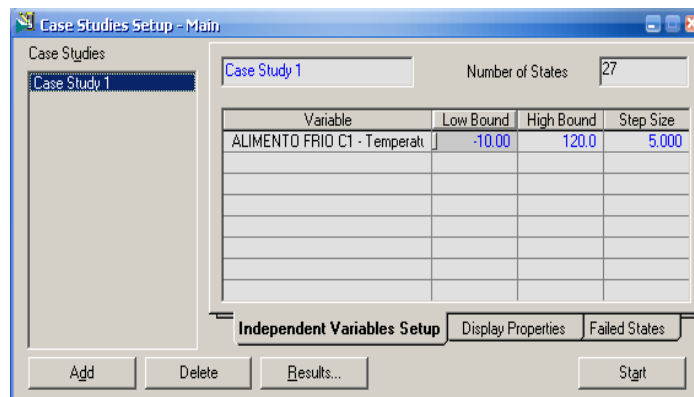 Case Studies Setup - Main
Case Studies
Case Study 1
Case Study 1
Number of States 27
Variable Low Bound High Bound Step Size
ALIMENTO FRIO C1 - Temperatu -10.00 120.0 5.000
Independent Variables Setup Display Properties Failed States
Add Delete Results... Start